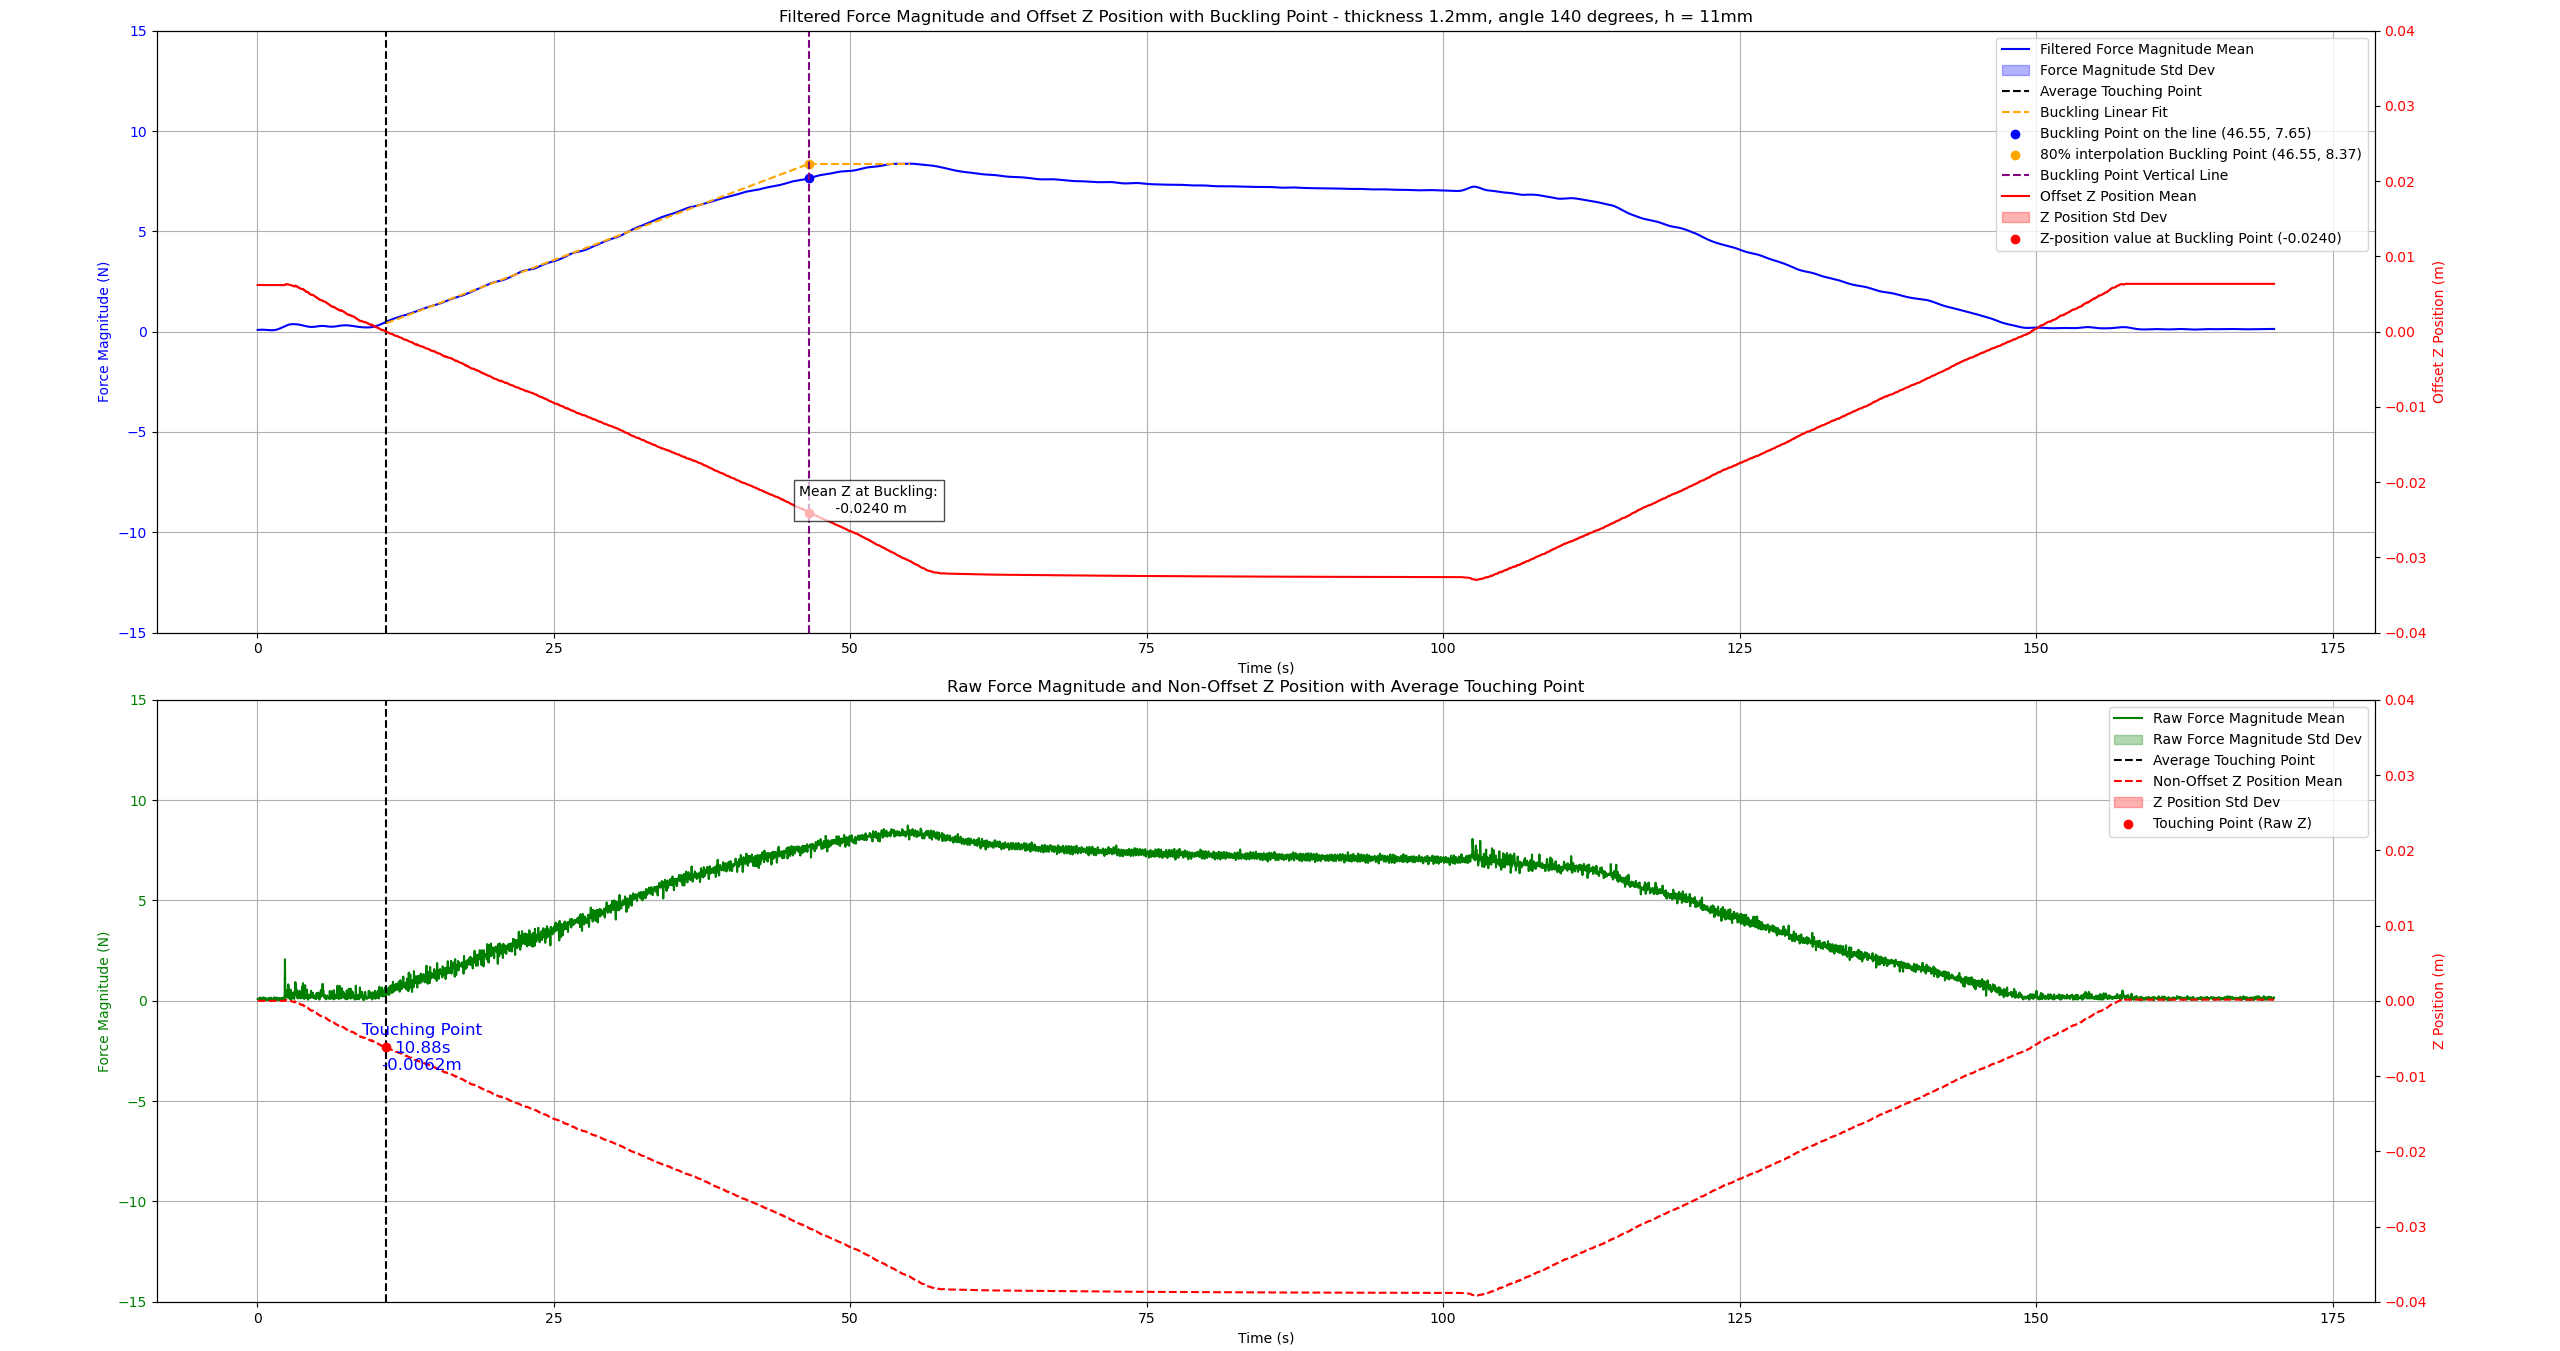 Filtered Force Magnitude and Offset Z Position with Buckling Point - thickness 1.2mm, angle 140 degrees, h = 11mm
15
10
5
0
−5
−10
−15
Force Magnitude (N)
0.04
0.03
0.02
0.01
0.00
−0.01
−0.02
−0.03
−0.04
Offset Z Position (m)
Filtered Force Magnitude Mean
Force Magnitude Std Dev
Average Touching Point
Buckling Linear Fit
Buckling Point on the line (46.55, 7.65)
80% interpolation Buckling Point (46.55, 8.37)
Buckling Point Vertical Line
Offset Z Position Mean
Z Position Std Dev
Z-position value at Buckling Point (-0.0240)
Mean Z at Buckling:
-0.0240 m
0 25 50 75 100 125 150 175
Time (s)
Raw Force Magnitude and Non-Offset Z Position with Average Touching Point
15
10
5
0
−5
−10
−15
Force Magnitude (N)
0.04
0.03
0.02
0.01
0.00
−0.01
−0.02
−0.03
−0.04
Z Position (m)
Raw Force Magnitude Mean
Raw Force Magnitude Std Dev
Average Touching Point
Non-Offset Z Position Mean
Z Position Std Dev
Touching Point (Raw Z)
Touching Point
10.88s
-0.0062m
0 25 50 75 100 125 150 175
Time (s)